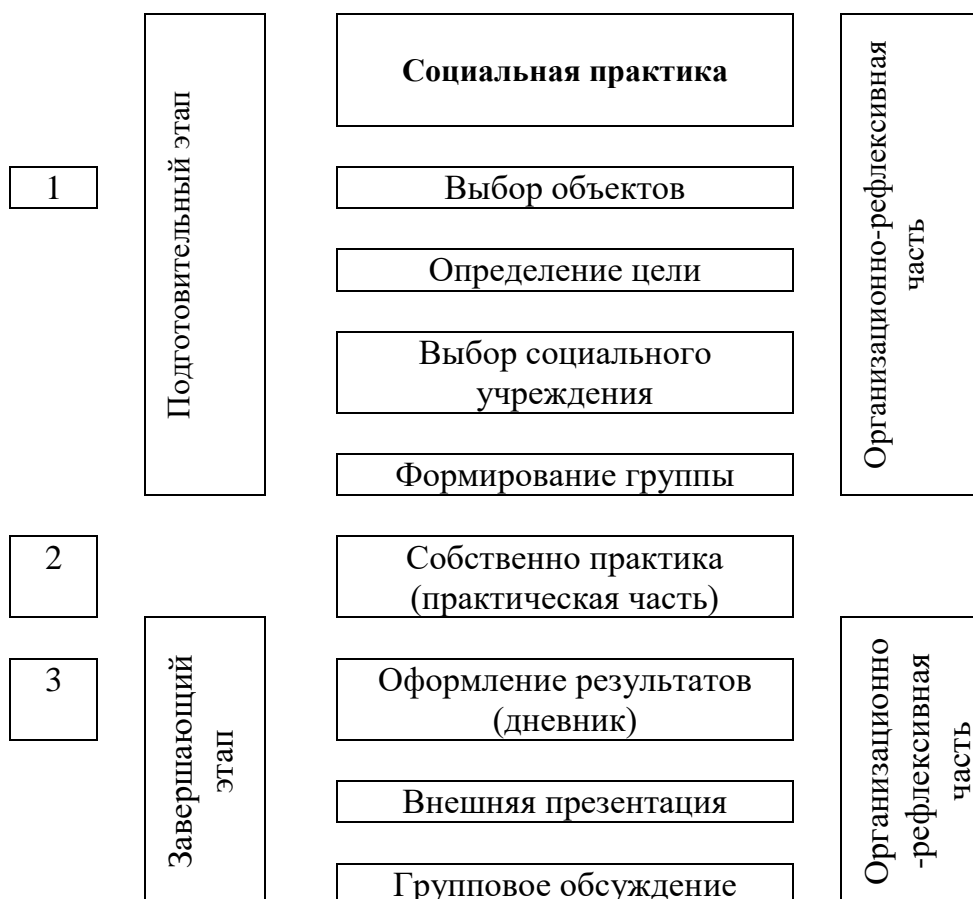 Социальная практика
Подготовительный этап
Организационно-рефлексивная
часть
1
Выбор объектов
Определение цели
Выбор социального
учреждения
Формирование группы
2
Собственно практика
(практическая часть)
3
Завершающий
этап
Оформление результатов
(дневник)
Организационно
-рефлексивная
часть
Внешняя презентация
Групповое обсуждение